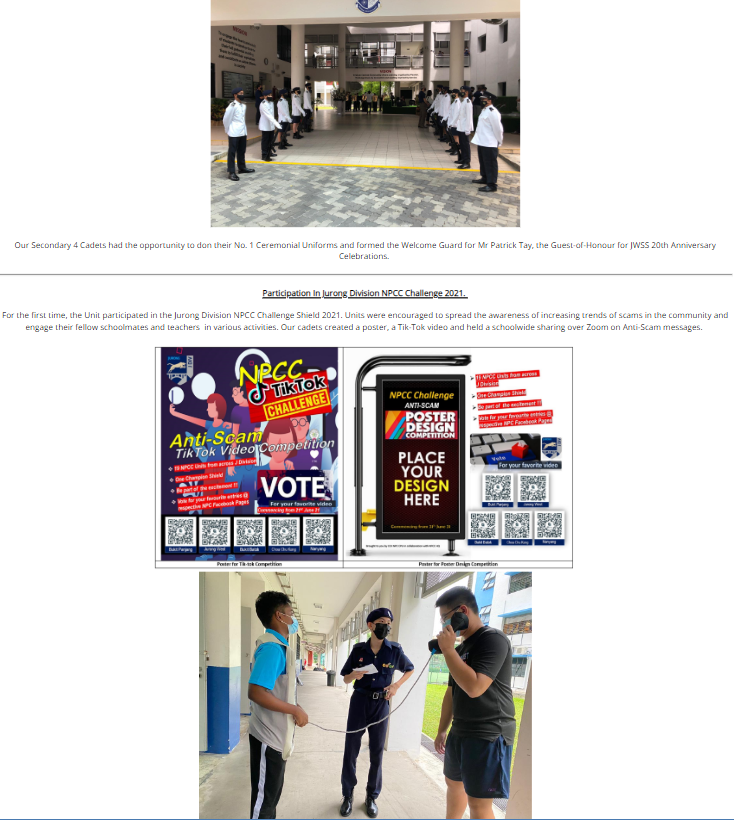 Our Secondary 4 Cadets had the opportunity to don their No. 1 Ceremonial Uniforms and formed the Welcome Guard for Mr Patrick Tay, the Guest-of-Honour for JWSS 20th Anniversary
Celebrations.
Participation In Jurong Division NPCC Challenge 2021.
For the first time, the Unit participated in the Jurong Division NPCC Challenge Shield 2021. Units were encouraged to spread the awareness of increasing trends of scams in the community and
engage their fellow schoolmates and teachers in various activities. Our cadets created a poster, a Tik-Tok video and held a schoolwide sharing over Zoom on Anti-Scam messages.
NPCC
TikTok
CHALLENGE
Anti-Scam
TikTok Video Competition
15 NPCC Units from across J Division
One Champion Shield
Be part of the excitement !!!
Vote for your favourite entries @
respective NPC Facebook Pages
VOTE
For your favorite video
Commencing from 21st June 21
Bukit Panjang
Jurong West
Bukit Batok
Choa Chu Kang
Nanyang
Poster for Tik-tok Competition
NPCC Challenge
ANTI-SCAM
POSTER
DESIGN
COMPETITION
PLACE
YOUR
DESIGN
HERE
15 NPCC Units from across
J Division
One Champion Shield
Be part of the excitement !!!
Vote for your favourite entries @
respective NPC Facebook Pages
Vote
For your favorite video
Bukit Panjang
Jurong West
Bukit Batok
Choa Chu Kang
Nanyang
Poster for Poster Design Competition